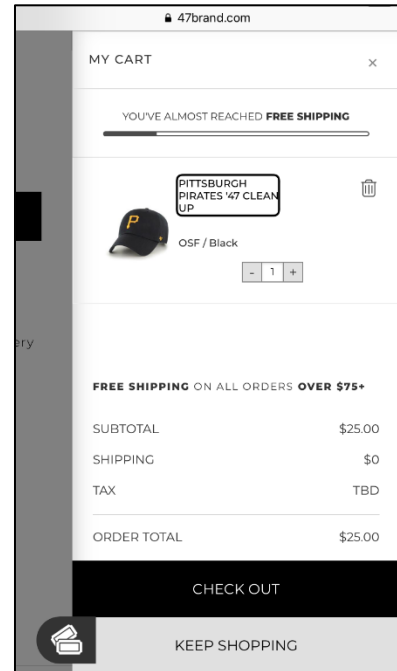 47brand.com
MY CART ×
YOU'VE ALMOST REACHED FREE SHIPPING
PITTSBURGH
PIRATES '47 CLEAN
UP
P
OSF / Black
- 1 +
ery
FREE SHIPPING ON ALL ORDERS OVER $75+
SUBTOTAL $25.00
SHIPPING $0
TAX TBD
ORDER TOTAL $25.00
CHECK OUT
KEEP SHOPPING